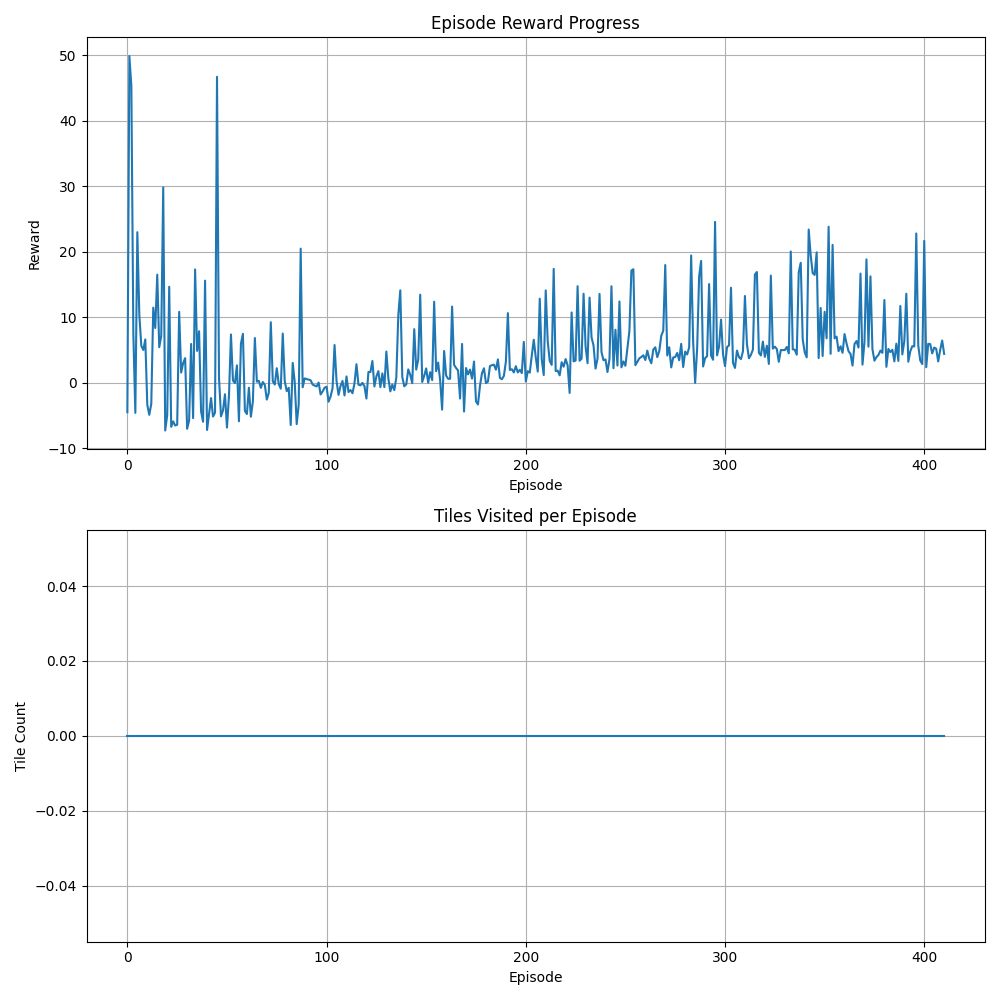 Episode Reward Progress
50
40
30
20
10
0
−10
Reward
0 100 200 300 400
Episode
Tiles Visited per Episode
0.04
0.02
0.00
−0.02
−0.04
Tile Count
0 100 200 300 400
Episode